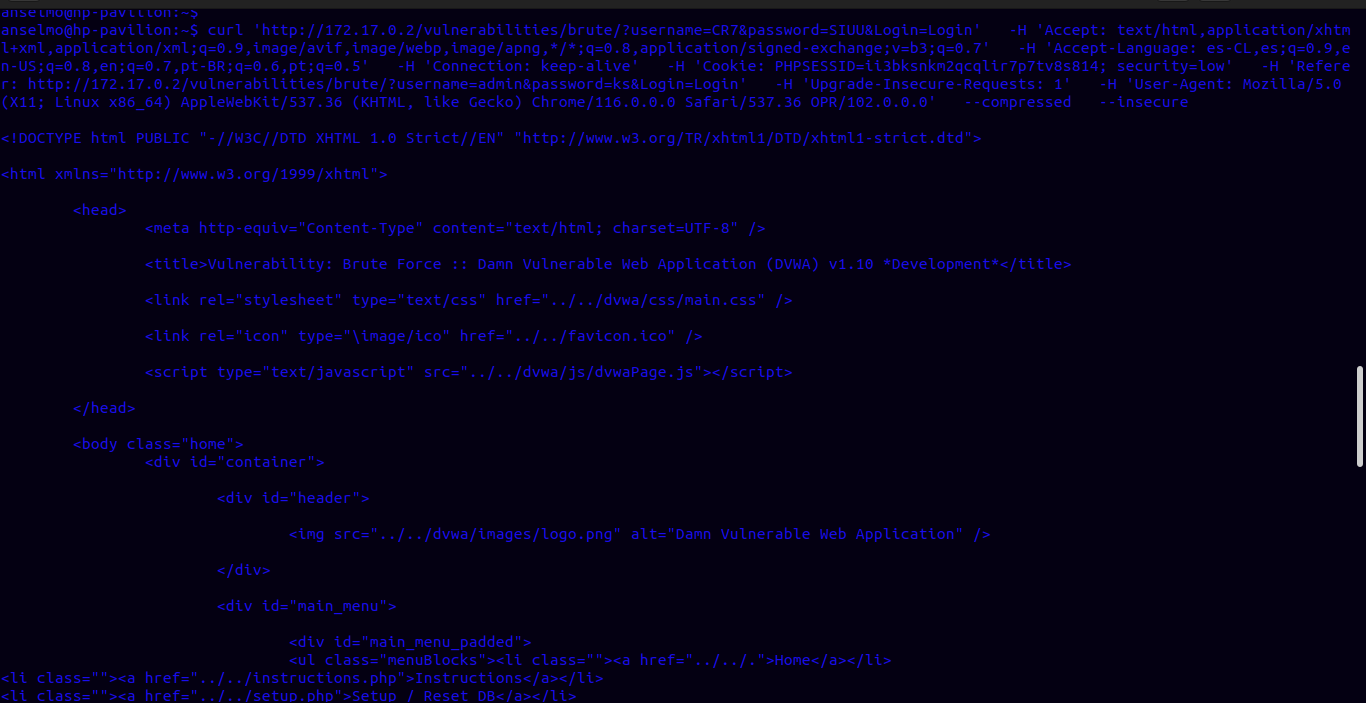 anselmo@hp-pavilion:~$
anselmo@hp-pavilion:~$ curl 'http://172.17.0.2/vulnerabilities/brute/?username=CR7&password=SIUU&Login=Login'   -H 'Accept: text/html,application/xhtm
l+xml,application/xml;q=0.9,image/avif,image/webp,image/apng,*/*;q=0.8,application/signed-exchange;v=b3;q=0.7'   -H 'Accept-Language: es-CL,es;q=0.9,e
n-US;q=0.8,en;q=0.7,pt-BR;q=0.6,pt;q=0.5'   -H 'Connection: keep-alive'   -H 'Cookie: PHPSESSID=ii3bksnkm2qcqlir7p7tv8s814; security=low'   -H 'Refere
r: http://172.17.0.2/vulnerabilities/brute/?username=admin&password=ks&Login=Login'   -H 'Upgrade-Insecure-Requests: 1'   -H 'User-Agent: Mozilla/5.0
(X11; Linux x86_64) AppleWebKit/537.36 (KHTML, like Gecko) Chrome/116.0.0.0 Safari/537.36 OPR/102.0.0.0'   --compressed   --insecure
<!DOCTYPE html PUBLIC "-//W3C//DTD XHTML 1.0 Strict//EN" "http://www.w3.org/TR/xhtml1/DTD/xhtml1-strict.dtd">
<html xmlns="http://www.w3.org/1999/xhtml">
<head>
<meta http-equiv="Content-Type" content="text/html; charset=UTF-8" />
<title>Vulnerability: Brute Force :: Damn Vulnerable Web Application (DVWA) v1.10 *Development*</title>
<link rel="stylesheet" type="text/css" href="../../dvwa/css/main.css" />
<link rel="icon" type="\image/ico" href="../../favicon.ico" />
<script type="text/javascript" src="../../dvwa/js/dvwaPage.js"></script>
</head>
<body class="home">
<div id="container">
<div id="header">
<img src="../../dvwa/images/logo.png" alt="Damn Vulnerable Web Application" />
</div>
<div id="main_menu">
<div id="main_menu_padded">
<ul class="menuBlocks"><li class=""><a href="../../.">Home</a></li>
<li class=""><a href="../../instructions.php">Instructions</a></li>
<li class=""><a href="../../setup.php">Setup / Reset DB</a></li>